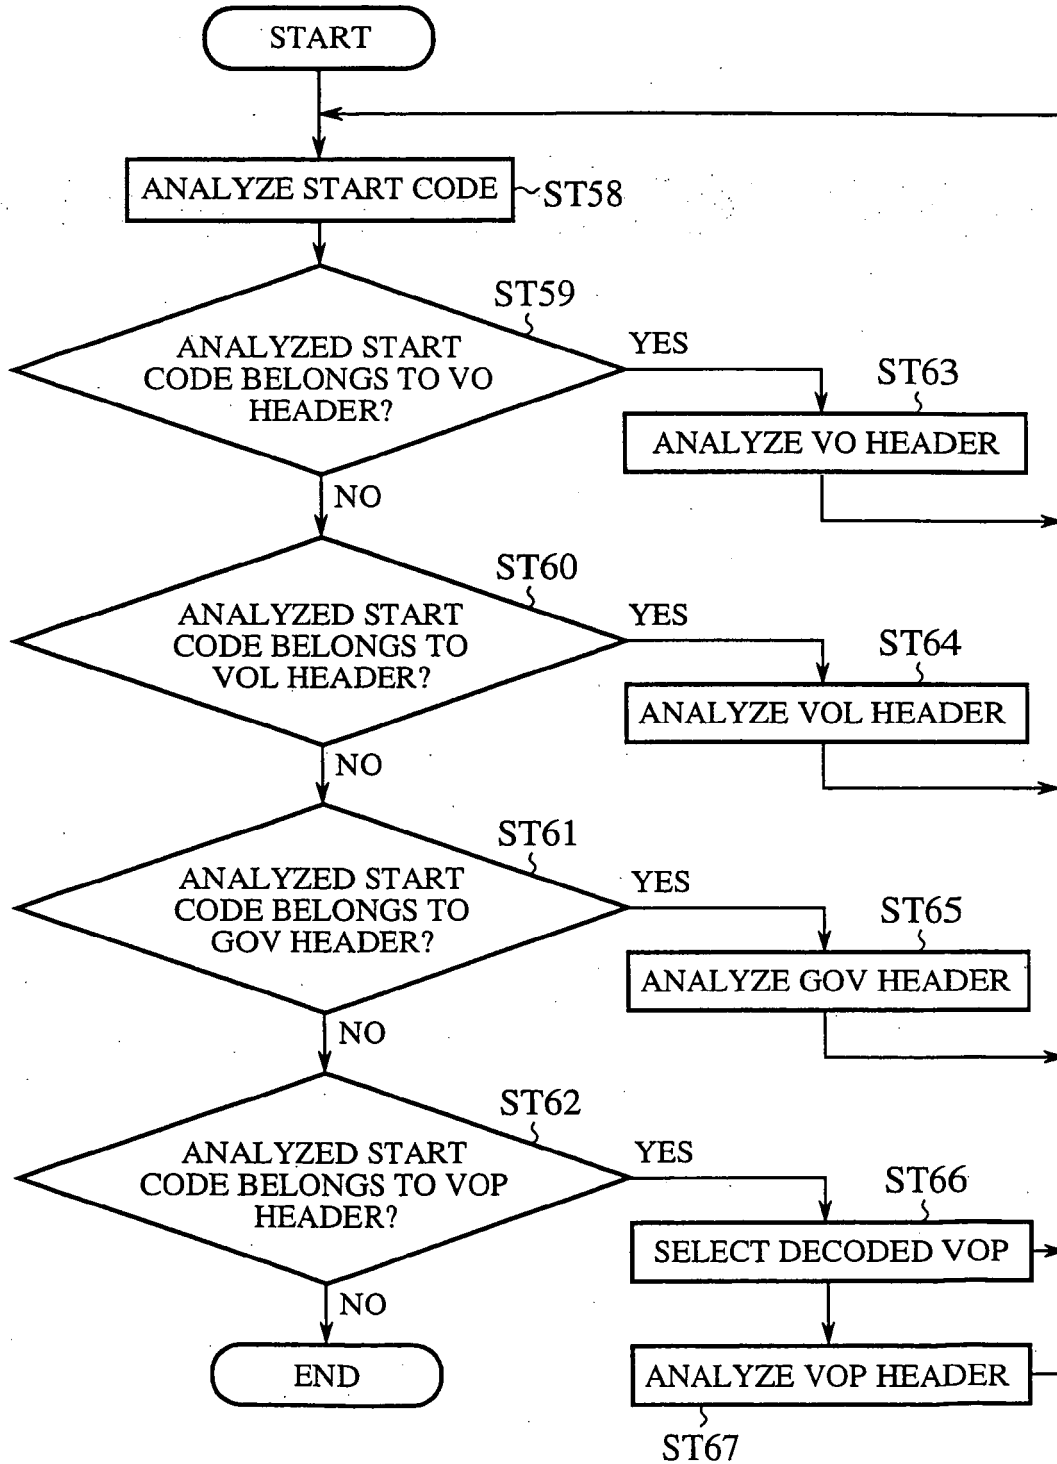 START
ANALYZE START CODE
ST58
ST59
ANALYZED START
CODE BELONGS TO VO
HEADER?
YES
ST63
ANALYZE VO HEADER
NO
ST60
ANALYZED START
CODE BELONGS TO
VOL HEADER?
YES
ST64
ANALYZE VOL HEADER
NO
ST61
ANALYZED START
CODE BELONGS TO
GOV HEADER?
YES
ST65
ANALYZE GOV HEADER
NO
ST62
ANALYZED START
CODE BELONGS TO VOP
HEADER?
YES
ST66
SELECT DECODED VOP
NO
END
ANALYZE VOP HEADER
ST67